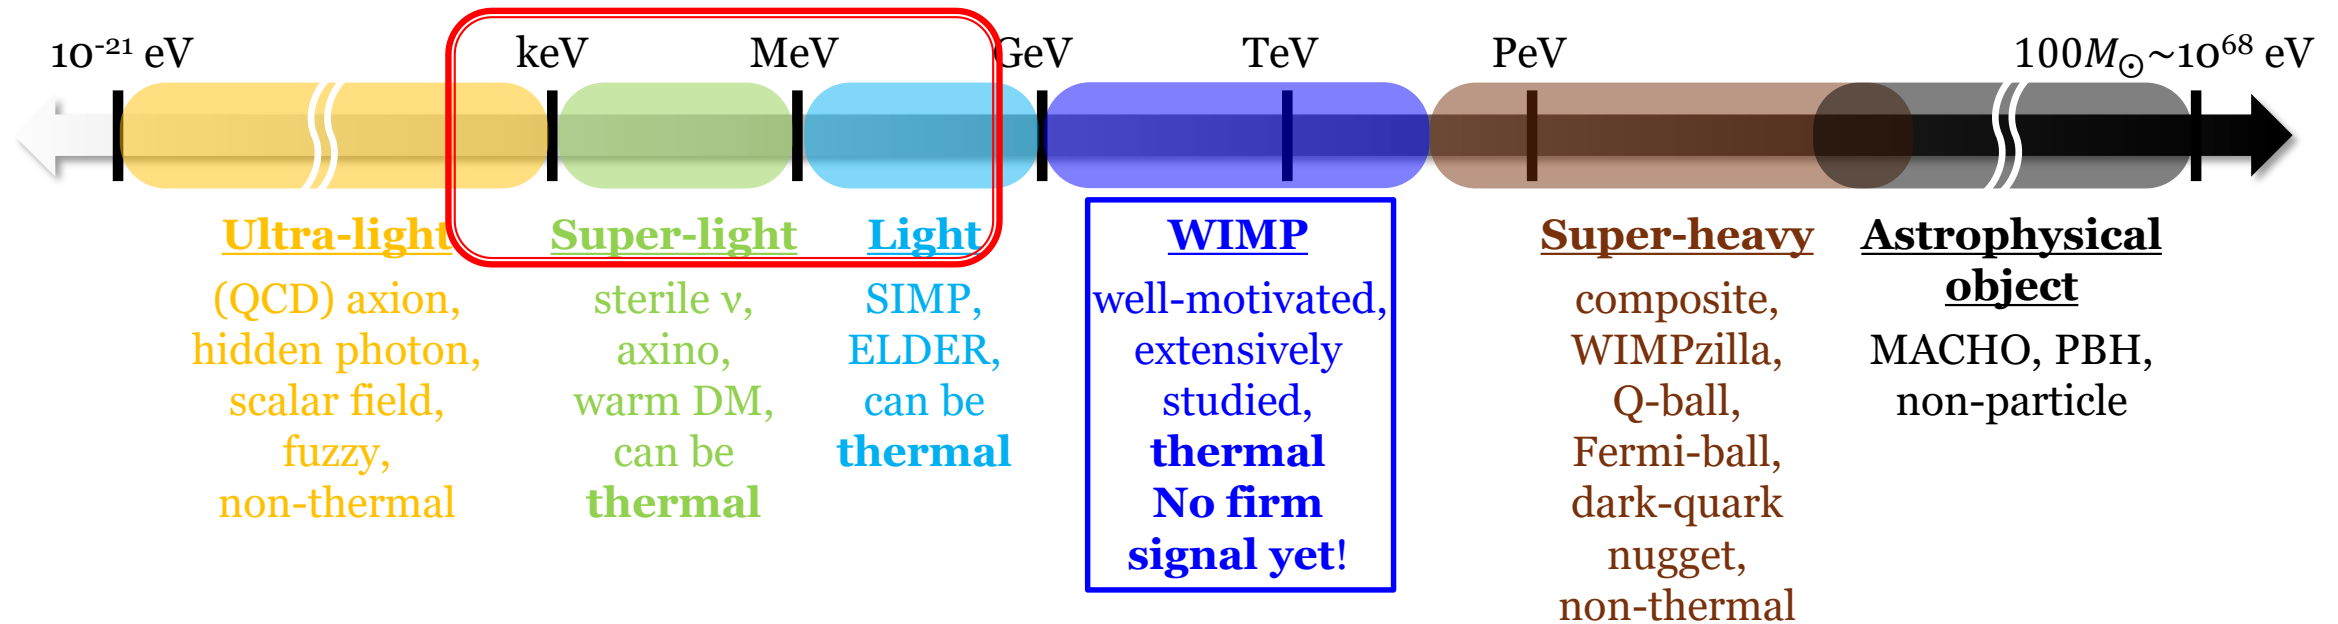 10⁻²¹ eV
keV
MeV
GeV
TeV
PeV
100M☉~10⁶⁸ eV
Ultra-light
(QCD) axion,
hidden photon,
scalar field,
fuzzy,
non-thermal
Super-light
sterile ν,
axino,
warm DM,
can be
thermal
Light
SIMP,
ELDER,
can be
thermal
WIMP
well-motivated,
extensively
studied,
thermal
No firm
signal yet!
Super-heavy
composite,
WIMPzilla,
Q-ball,
Fermi-ball,
dark-quark
nugget,
non-thermal
Astrophysical
object
MACHO, PBH,
non-particle